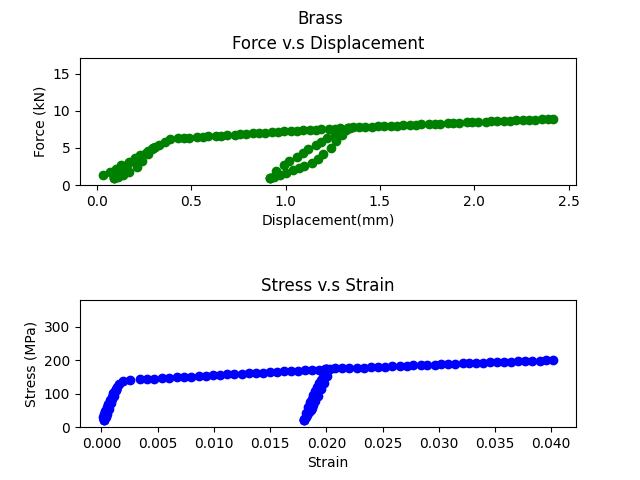 Brass
Force v.s Displacement
15
10
5
0
Force (kN)
0.0 0.5 1.0 1.5 2.0 2.5
Displacement(mm)
Stress v.s Strain
300
200
100
0
Stress (MPa)
0.000 0.005 0.010 0.015 0.020 0.025 0.030 0.035 0.040
Strain